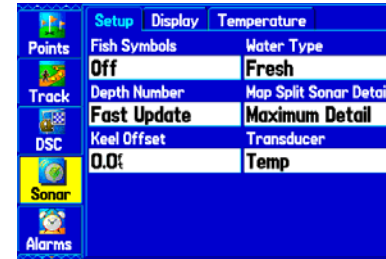 Setup Display Temperature
Points
Fish Symbols Water Type
Off Fresh
Track
Depth Number Map Split Sonar Detai
Fast Update Maximum Detail
DSC
Keel Offset Transducer
Temp
Sonar
Alarms